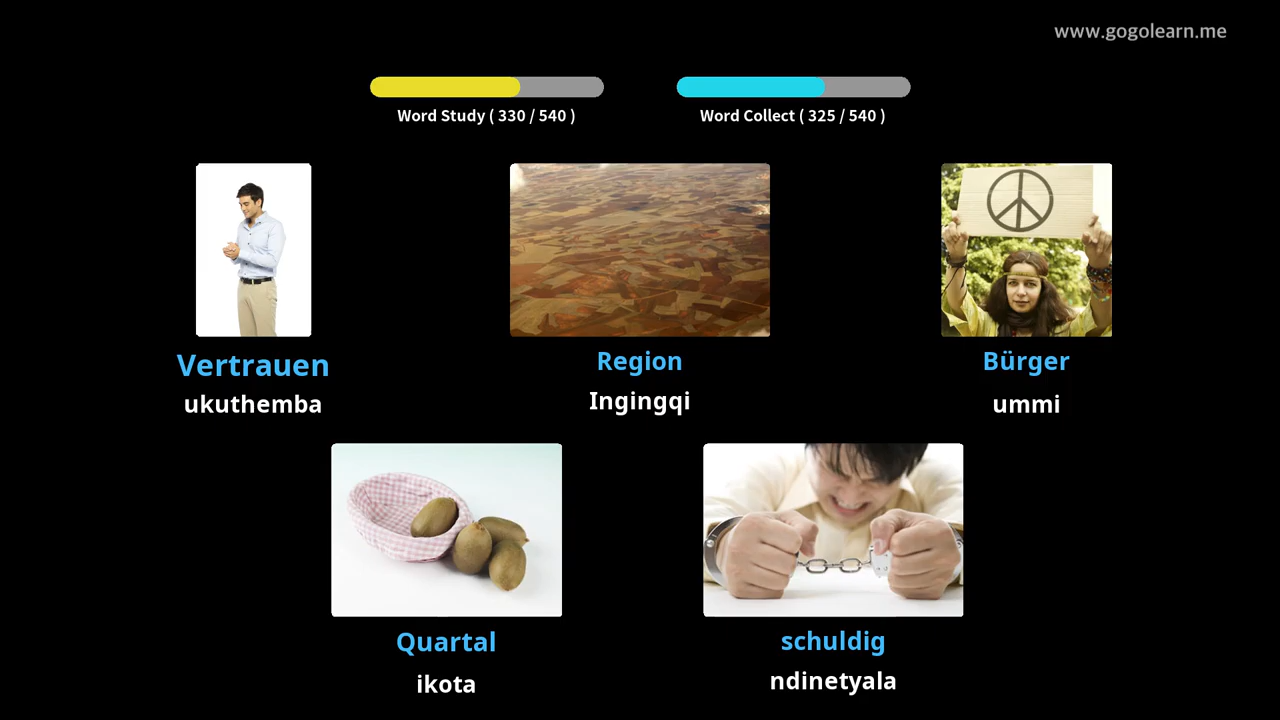 www.gogolearn.me
Word Study ( 330 / 540 )
Word Collect ( 325 / 540 )
Vertrauen
ukuthemba
Region
Ingingqi
Bürger
ummi
Quartal
ikota
schuldig
ndinetyala